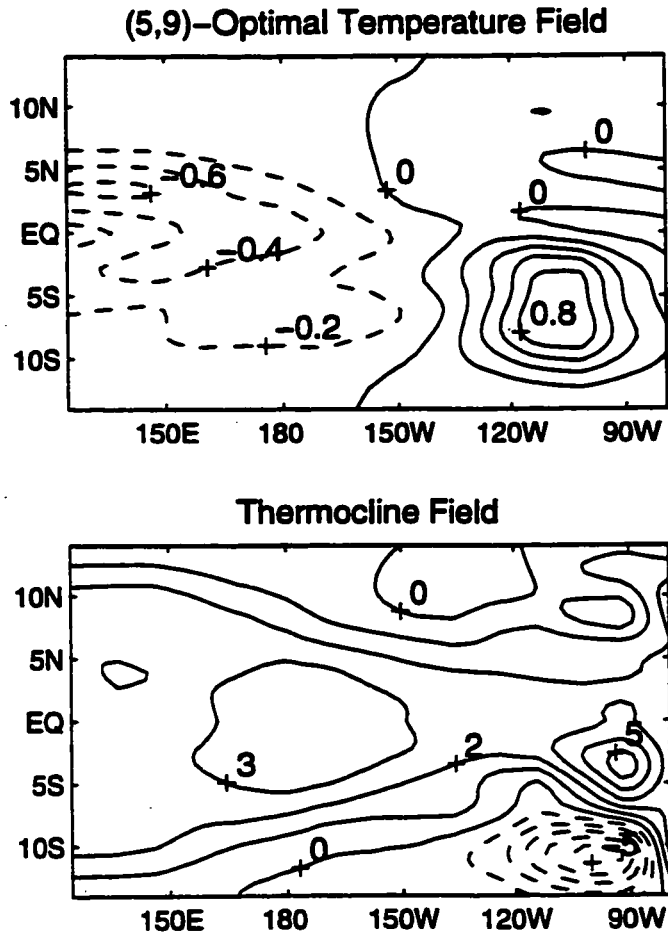 (5,9)–Optimal Temperature Field
10N
5N
EQ
5S
10S
0
0
0
−0.6
−0.4
−0.2
0.8
150E 180 150W 120W 90W
Thermocline Field
10N
5N
EQ
5S
10S
0
3
2
5
0
150E 180 150W 120W 90W